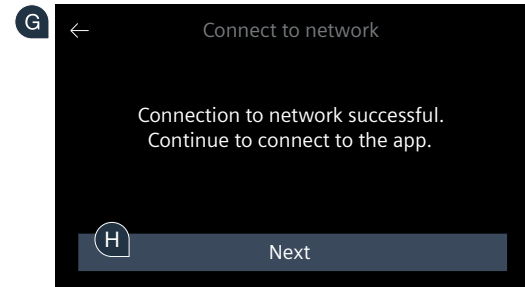 G
← Connect to network
Connection to network successful.
Continue to connect to the app.
H
Next